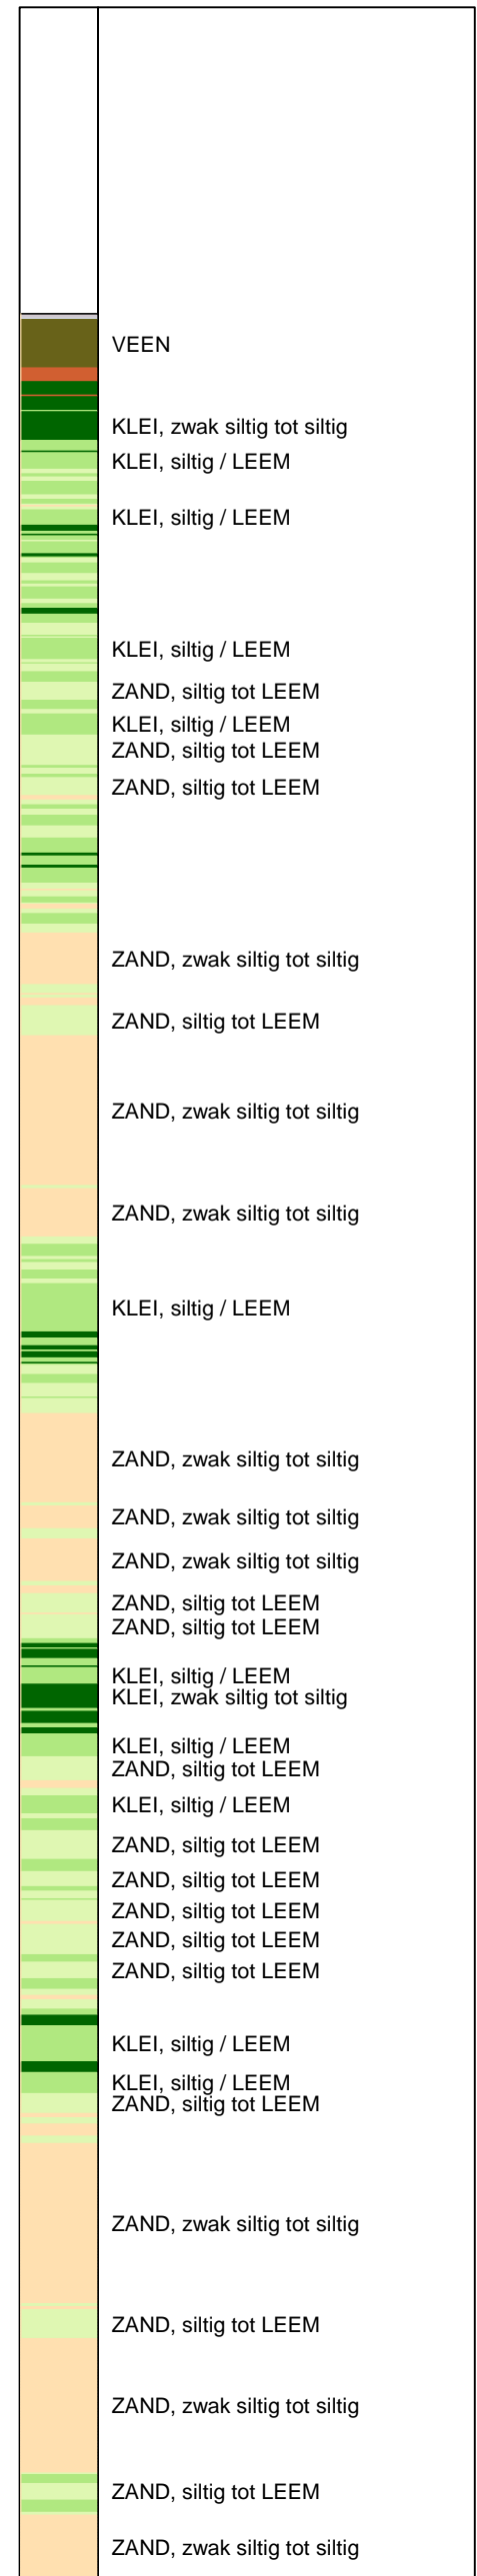 VEEN
KLEI, zwak siltig tot siltig
KLEI, siltig / LEEM
KLEI, siltig / LEEM
KLEI, siltig / LEEM
ZAND, siltig tot LEEM
KLEI, siltig / LEEM
ZAND, siltig tot LEEM
ZAND, siltig tot LEEM
ZAND, zwak siltig tot siltig
ZAND, siltig tot LEEM
ZAND, zwak siltig tot siltig
ZAND, zwak siltig tot siltig
KLEI, siltig / LEEM
ZAND, zwak siltig tot siltig
ZAND, zwak siltig tot siltig
ZAND, zwak siltig tot siltig
ZAND, siltig tot LEEM
ZAND, siltig tot LEEM
KLEI, siltig / LEEM
KLEI, zwak siltig tot siltig
KLEI, siltig / LEEM
ZAND, siltig tot LEEM
KLEI, siltig / LEEM
ZAND, siltig tot LEEM
ZAND, siltig tot LEEM
ZAND, siltig tot LEEM
ZAND, siltig tot LEEM
ZAND, siltig tot LEEM
KLEI, siltig / LEEM
KLEI, siltig / LEEM
ZAND, siltig tot LEEM
ZAND, zwak siltig tot siltig
ZAND, siltig tot LEEM
ZAND, zwak siltig tot siltig
ZAND, siltig tot LEEM
ZAND, zwak siltig tot siltig